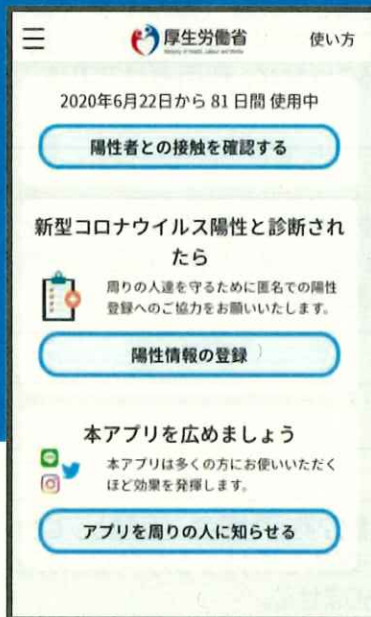 厚生労働省
Ministry of Health, Labour and Welfare
使い方
2020年6月22日から 81 日間 使用中
陽性者との接触を確認する
新型コロナウイルス陽性と診断され
たら
周りの人達を守るために匿名での陽性
登録へのご協力をお願いいたします。
陽性情報の登録
本アプリを広めましょう
本アプリは多くの方にお使いいただく
ほど効果を発揮します。
アプリを周りの人に知らせる